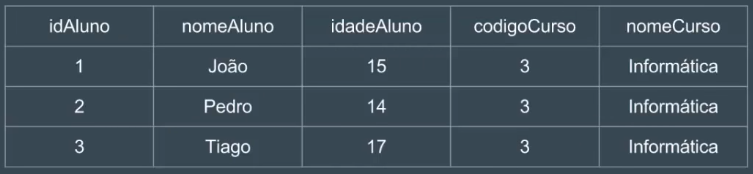 idAluno nomeAluno idadeAluno codigoCurso nomeCurso
1 João 15 3 Informática
2 Pedro 14 3 Informática
3 Tiago 17 3 Informática